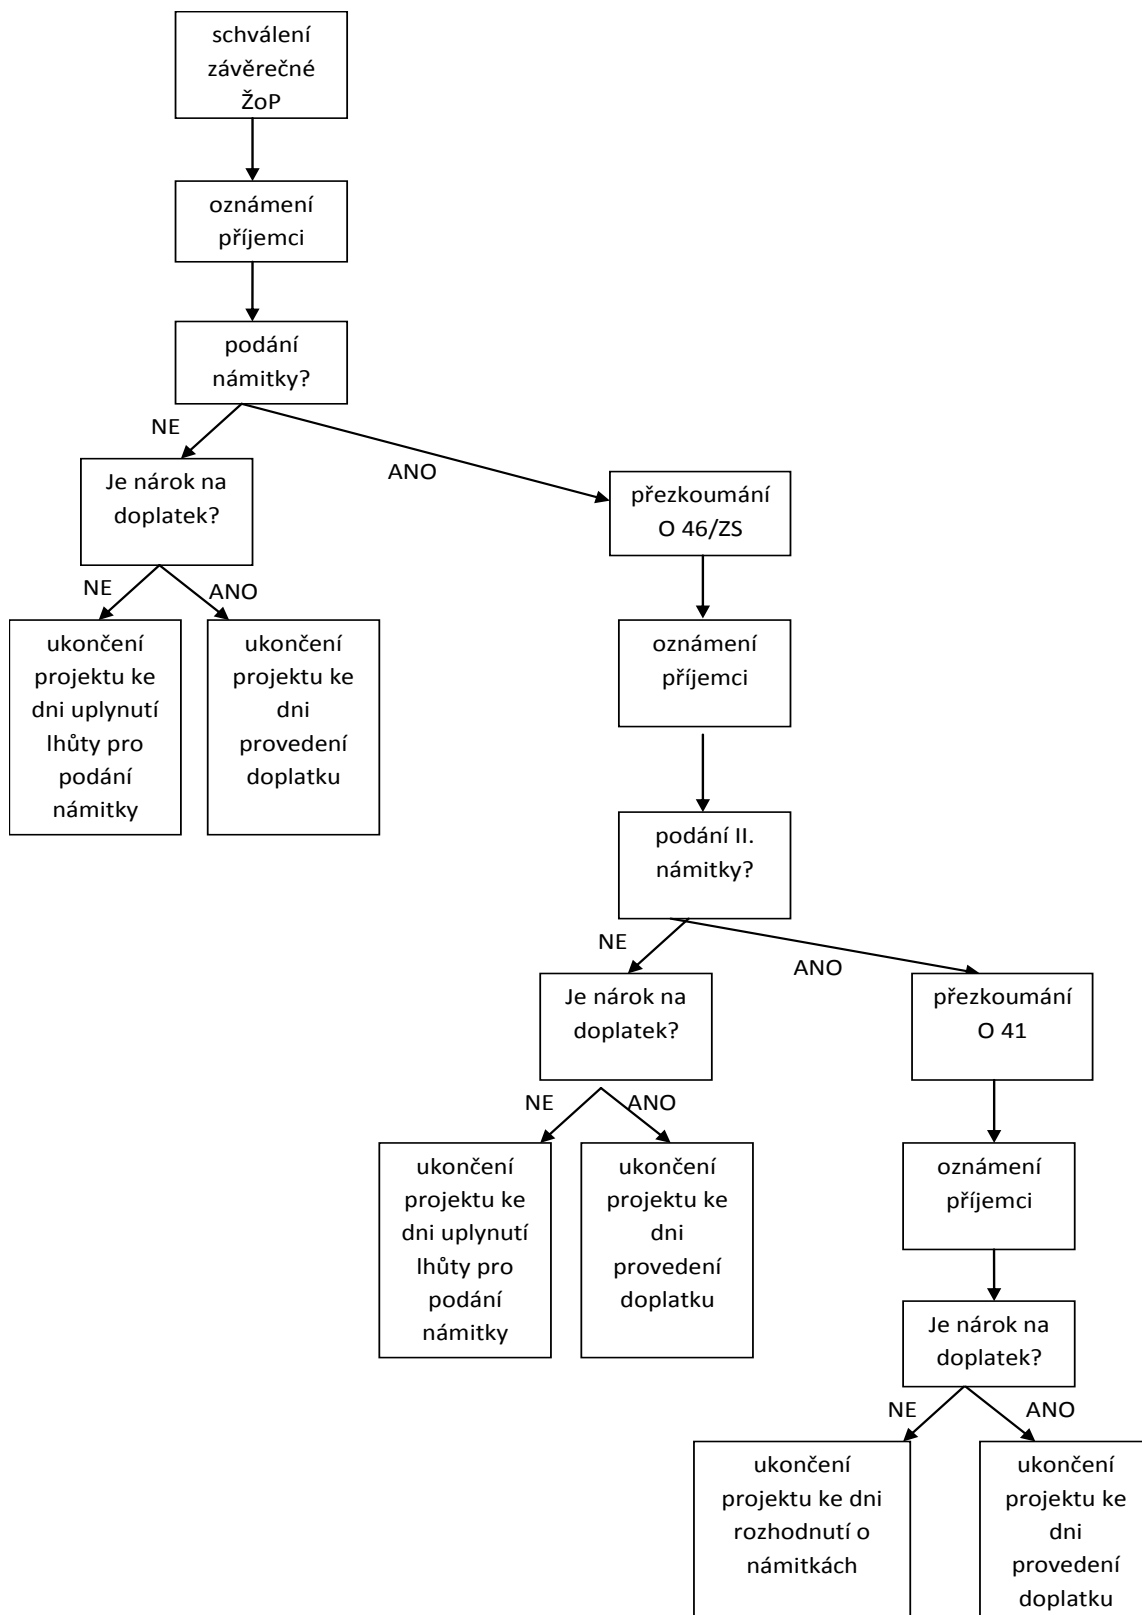 schválení
závěrečné
ŽoP
oznámení
příjemci
podání
námitky?
NE
ANO
Je nárok na
doplatek?
přezkoumání
O 46/ZS
NE
ANO
ukončení
projektu ke
dni uplynutí
lhůty pro
podání
námitky
ukončení
projektu ke
dni
provedení
doplatku
oznámení
příjemci
podání II.
námitky?
NE
ANO
Je nárok na
doplatek?
přezkoumání
O 41
NE
ANO
ukončení
projektu ke
dni uplynutí
lhůty pro
podání
námitky
ukončení
projektu ke
dni
provedení
doplatku
oznámení
příjemci
Je nárok na
doplatek?
NE
ANO
ukončení
projektu ke dni
rozhodnutí o
námitkách
ukončení
projektu ke
dni
provedení
doplatku